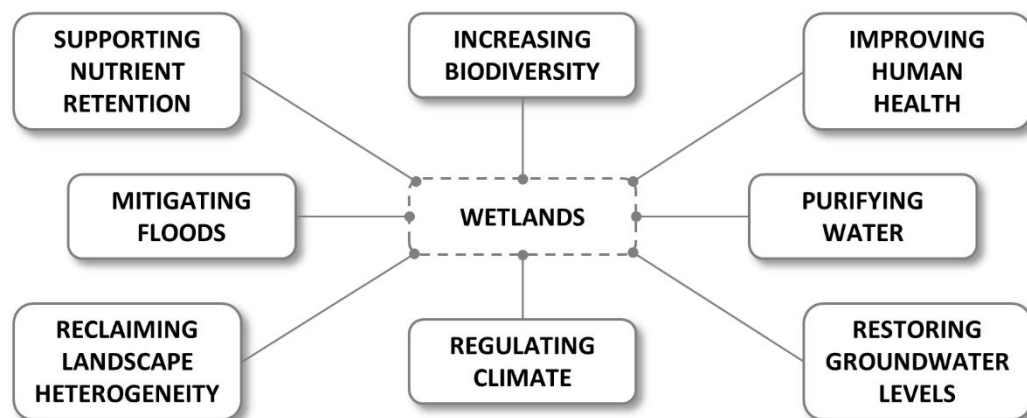 SUPPORTING
NUTRIENT
RETENTION
INCREASING
BIODIVERSITY
IMPROVING
HUMAN
HEALTH
MITIGATING
FLOODS
WETLANDS
PURIFYING
WATER
RECLAIMING
LANDSCAPE
HETEROGENEITY
REGULATING
CLIMATE
RESTORING
GROUNDWATER
LEVELS